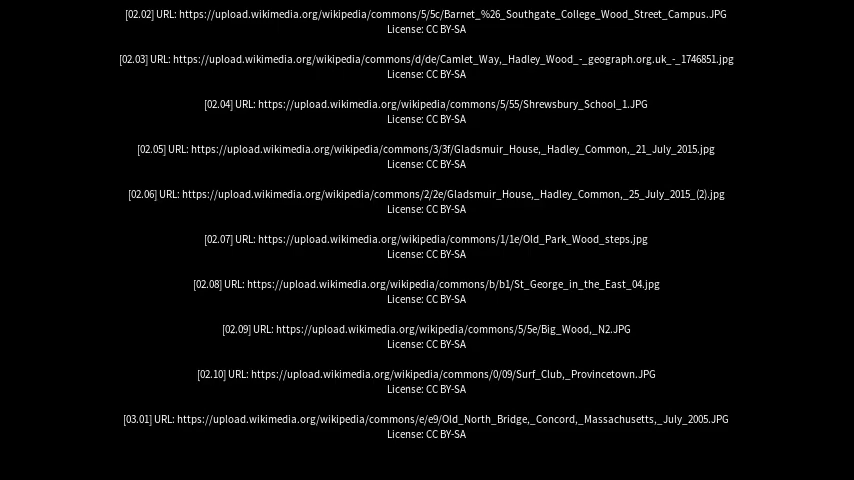 [02.02] URL: https://upload.wikimedia.org/wikipedia/commons/5/5c/Barnet_%26_Southgate_College_Wood_Street_Campus.JPG
License: CC BY-SA
[02.03] URL: https://upload.wikimedia.org/wikipedia/commons/d/de/Camlet_Way,_Hadley_Wood_-_geograph.org.uk_-_1746851.jpg
License: CC BY-SA
[02.04] URL: https://upload.wikimedia.org/wikipedia/commons/5/55/Shrewsbury_School_1.JPG
License: CC BY-SA
[02.05] URL: https://upload.wikimedia.org/wikipedia/commons/3/3f/Gladsmuir_House,_Hadley_Common,_21_July_2015.jpg
License: CC BY-SA
[02.06] URL: https://upload.wikimedia.org/wikipedia/commons/2/2e/Gladsmuir_House,_Hadley_Common,_25_July_2015_(2).jpg
License: CC BY-SA
[02.07] URL: https://upload.wikimedia.org/wikipedia/commons/1/1e/Old_Park_Wood_steps.jpg
License: CC BY-SA
[02.08] URL: https://upload.wikimedia.org/wikipedia/commons/b/b1/St_George_in_the_East_04.jpg
License: CC BY-SA
[02.09] URL: https://upload.wikimedia.org/wikipedia/commons/5/5e/Big_Wood,_N2.JPG
License: CC BY-SA
[02.10] URL: https://upload.wikimedia.org/wikipedia/commons/0/09/Surf_Club,_Provincetown.JPG
License: CC BY-SA
[03.01] URL: https://upload.wikimedia.org/wikipedia/commons/e/e9/Old_North_Bridge,_Concord,_Massachusetts,_July_2005.JPG
License: CC BY-SA